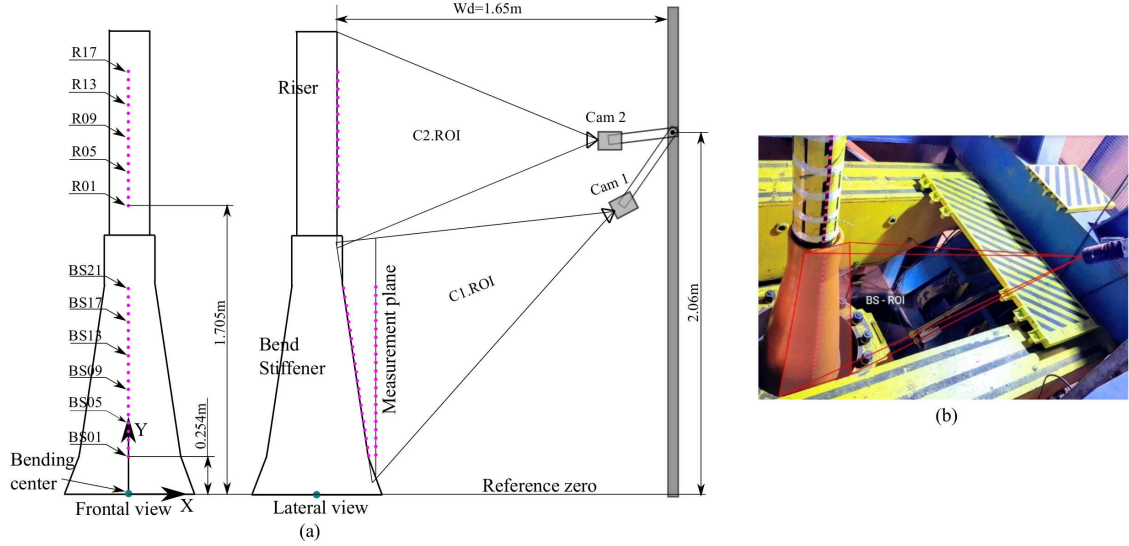 Wd=1.65m
R17
R13
R09
R05
R01
Riser
C2.ROI
Cam 2
Cam 1
BS21
BS17
BS13
BS09
BS05
BS01
Y
1.705m
0.254m
Bend
Stiffener
Measurement plane
C1.ROI
2.06m
BS - ROI
Bending
center
X
Reference zero
Frontal view
Lateral view
(a)
(b)